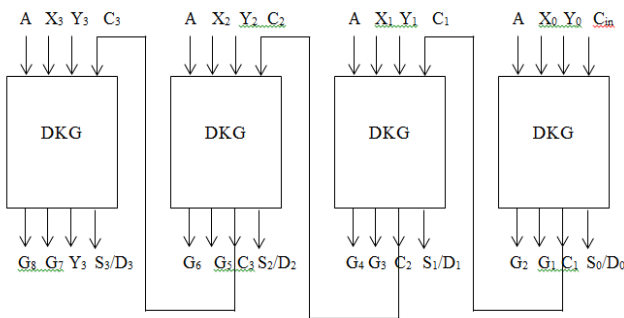 A X₃ Y₃ C₃ A X₂ Y₂ C₂ A X₁ Y₁ C₁ A X₀ Y₀ Cᵢₙ
DKG DKG DKG DKG
G₈ G₇ Y₃ S₃/D₃ G₆ G₅ C₃ S₂/D₂ G₄ G₃ C₂ S₁/D₁ G₂ G₁ C₁ S₀/D₀